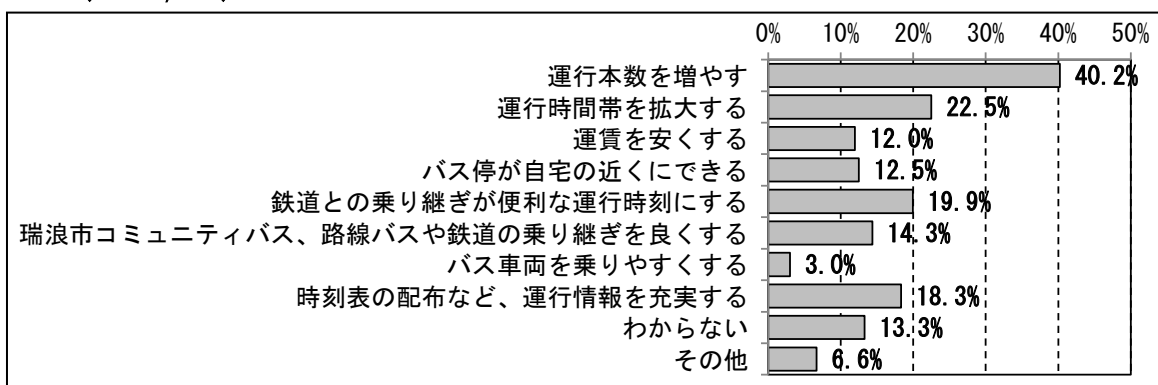 0% 10% 20% 30% 40% 50%
運行本数を増やす 40.2%
運行時間帯を拡大する 22.5%
運賃を安くする 12.0%
バス停が自宅の近くにできる 12.5%
鉄道との乗り継ぎが便利な運行時刻にする 19.9%
瑞浪市コミュニティバス、路線バスや鉄道の乗り継ぎを良くする 14.3%
バス車両を乗りやすくする 3.0%
時刻表の配布など、運行情報を充実する 18.3%
わからない 13.3%
その他 6.6%